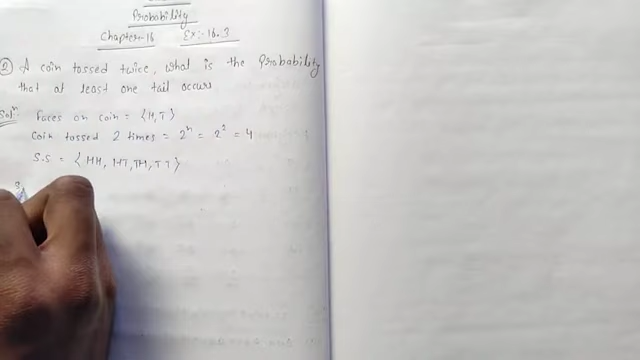 Probability
Chapter-16 Ex:-16.3
② A coin tossed twice, what is the Probability
that at least one tail occurs
Solⁿ: Faces on coin = {H,T}
Coin tossed 2 times = 2ⁿ = 2² = 4
S.S = {HH, HT, TH, TT}